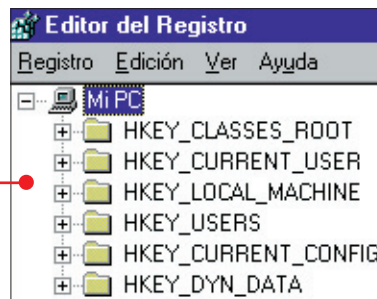 Editor del Registro
Registro Edición Ver Ayuda
Mi PC
HKEY_CLASSES_ROOT
HKEY_CURRENT_USER
HKEY_LOCAL_MACHINE
HKEY_USERS
HKEY_CURRENT_CONFIG
HKEY_DYN_DATA